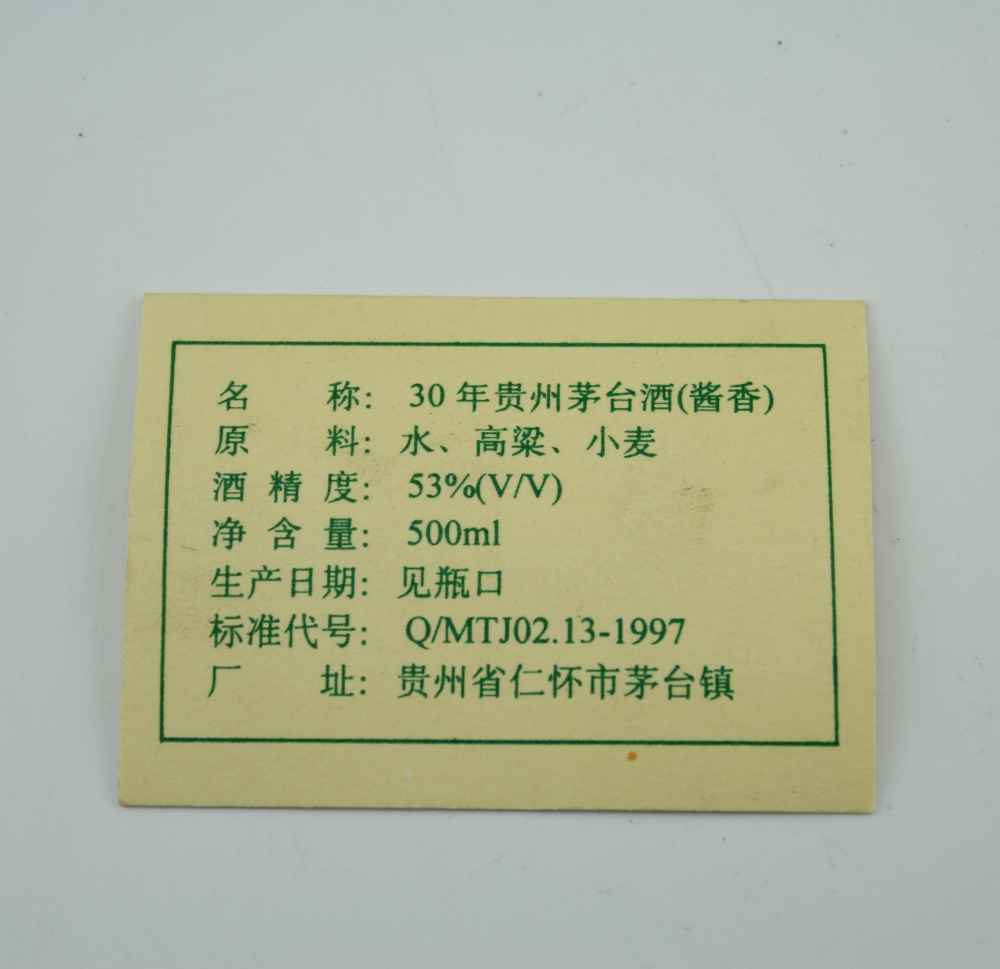 名称：30年贵州茅台酒(酱香)
原料：水、高粱、小麦
酒精度：53%(V/V)
净含量：500ml
生产日期：见瓶口
标准代号：Q/MTJ02.13-1997
厂址：贵州省仁怀市茅台镇